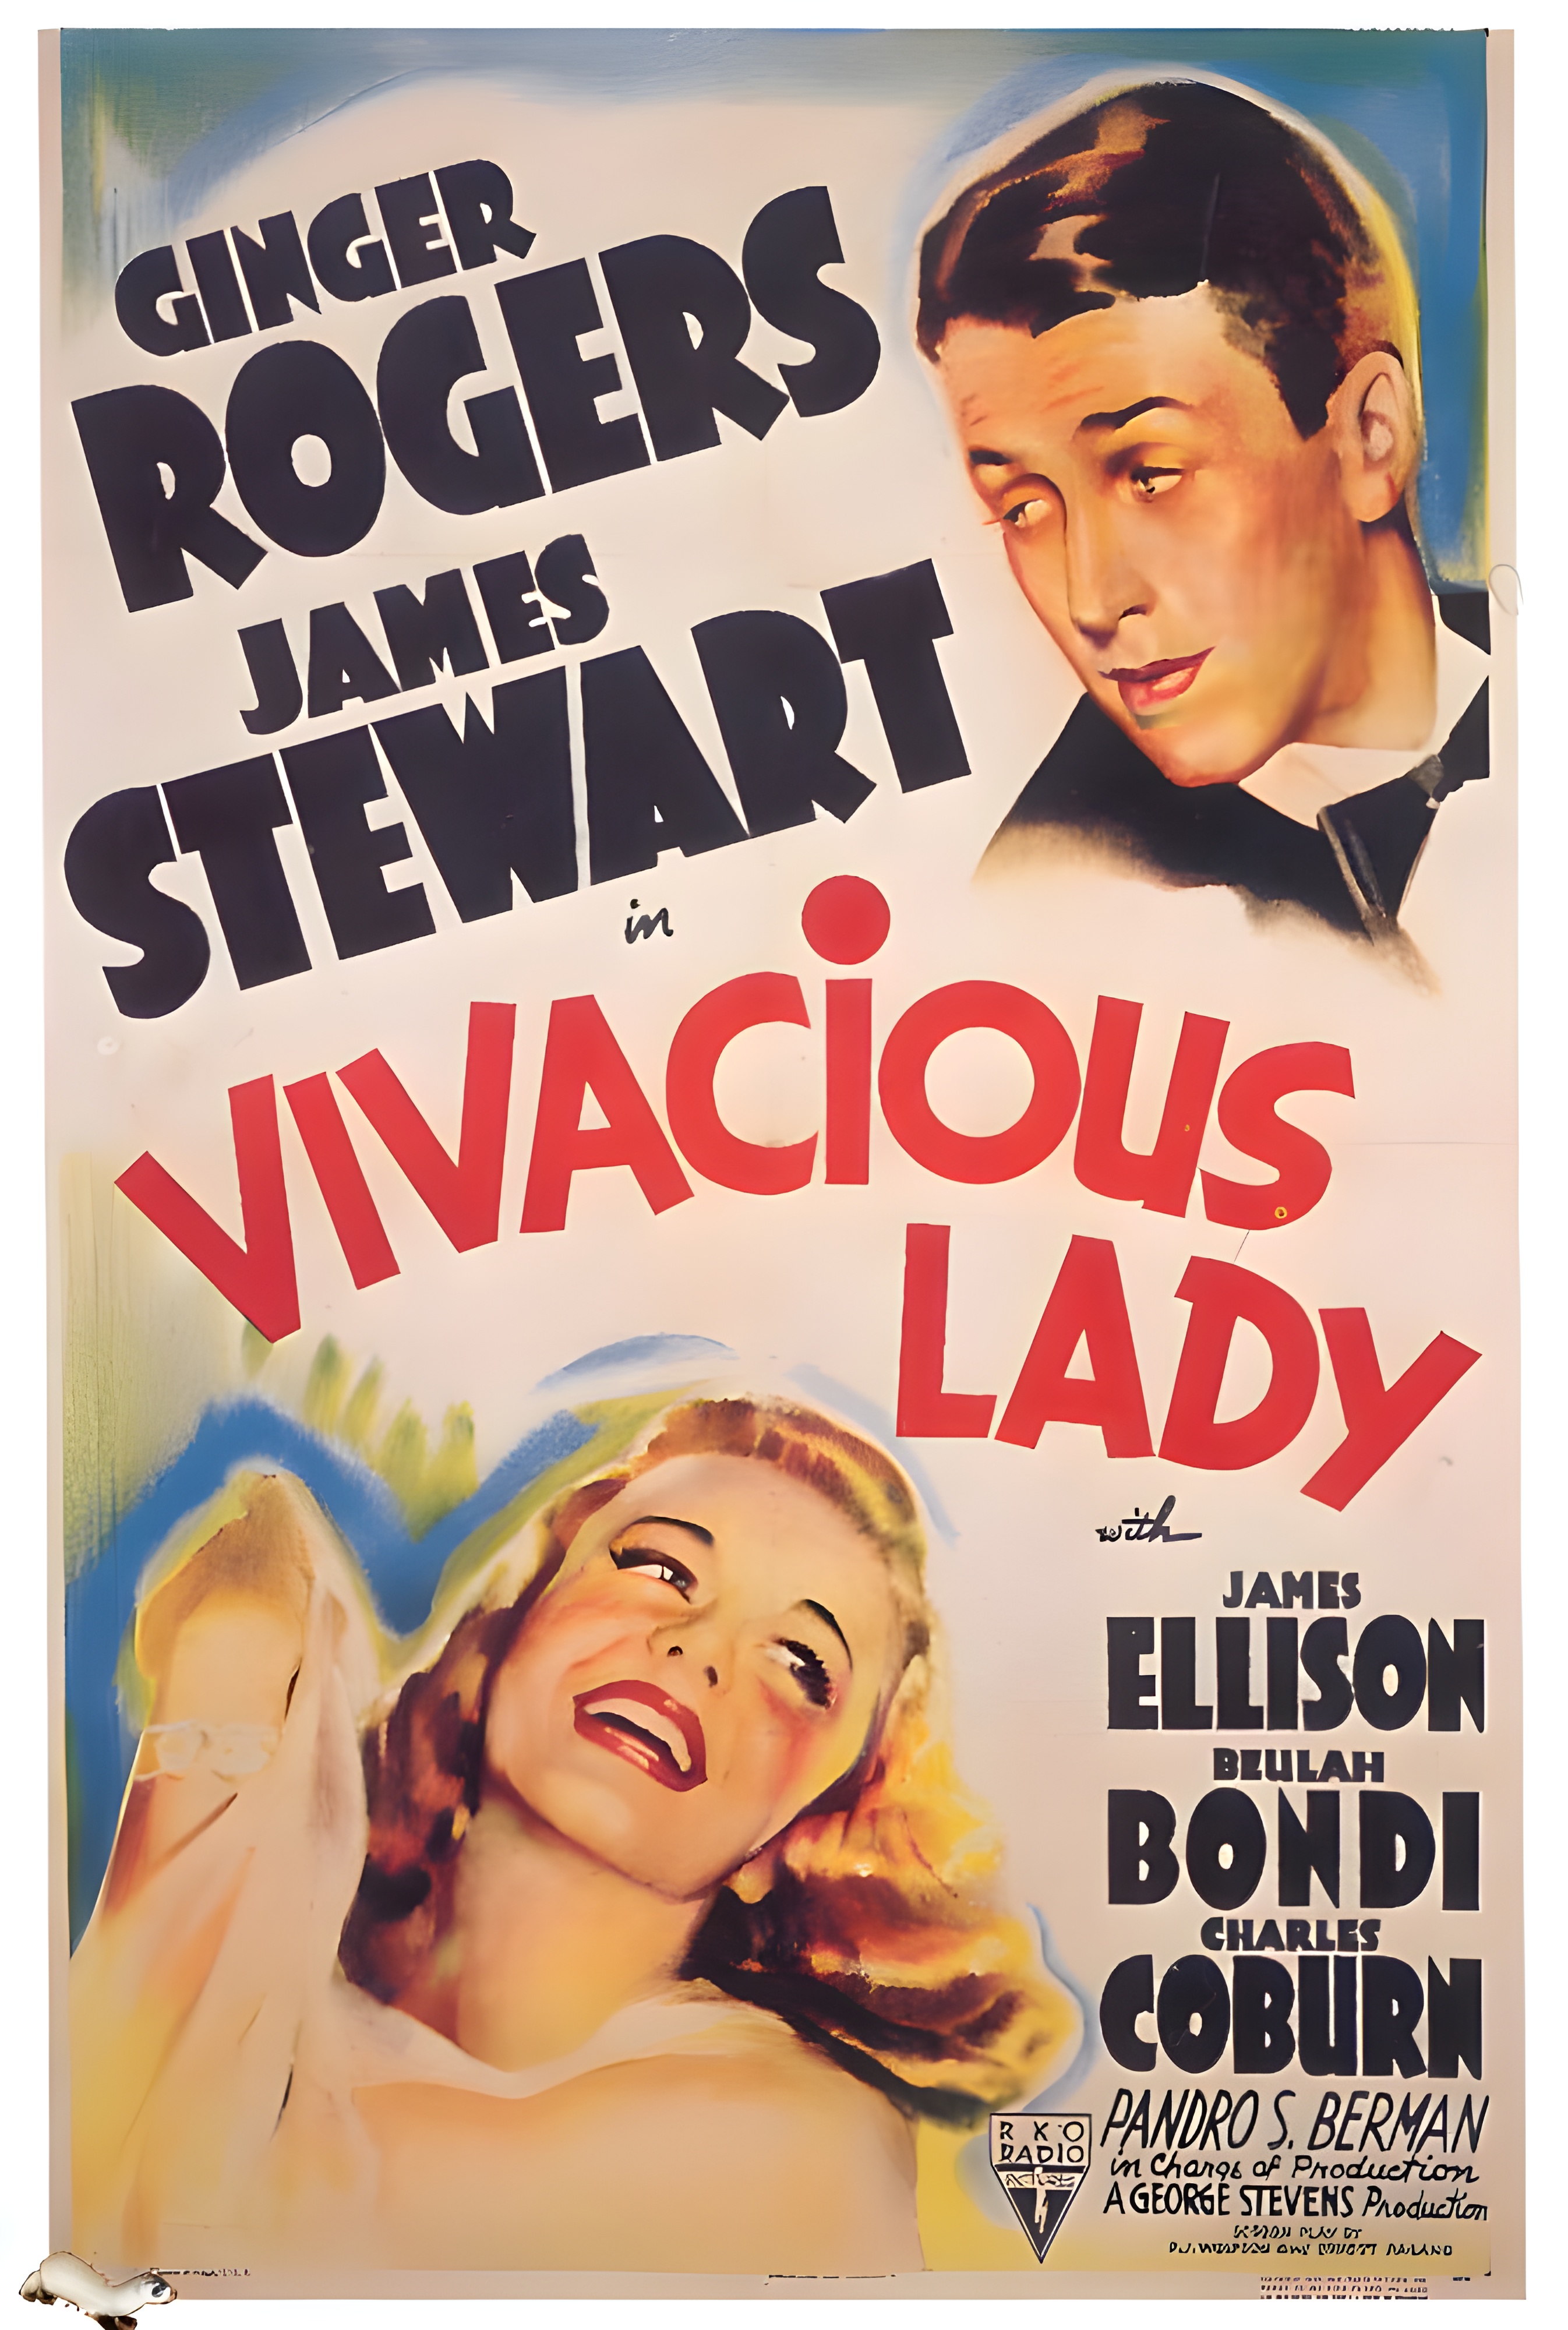 GINGER
ROGERS
JAMES
STEWART
in
VIVACIOUS
LADY
with
JAMES
ELLISON
BEULAH
BONDI
CHARLES
COBURN
PANDRO S. BERMAN
in Charge of Production
A GEORGE STEVENS Production
RKO
RADIO